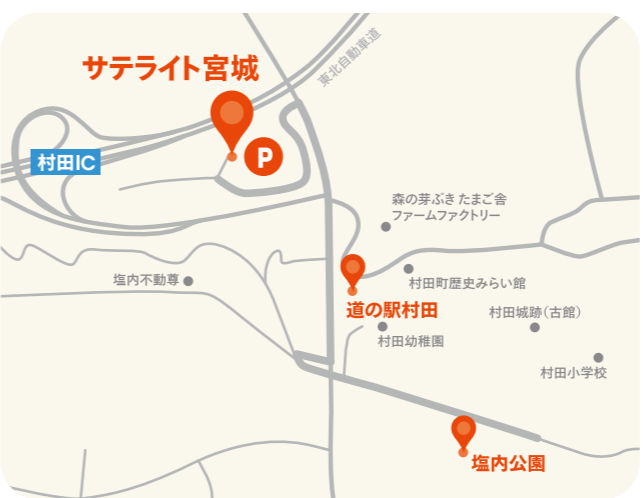 東北自動車道
サテライト宮城
P
村田IC
森の芽ぶき たまご舎
ファームファクトリー
塩内不動尊
村田町歴史みらい館
道の駅村田
村田城跡(古館)
村田幼稚園
村田小学校
塩内公園